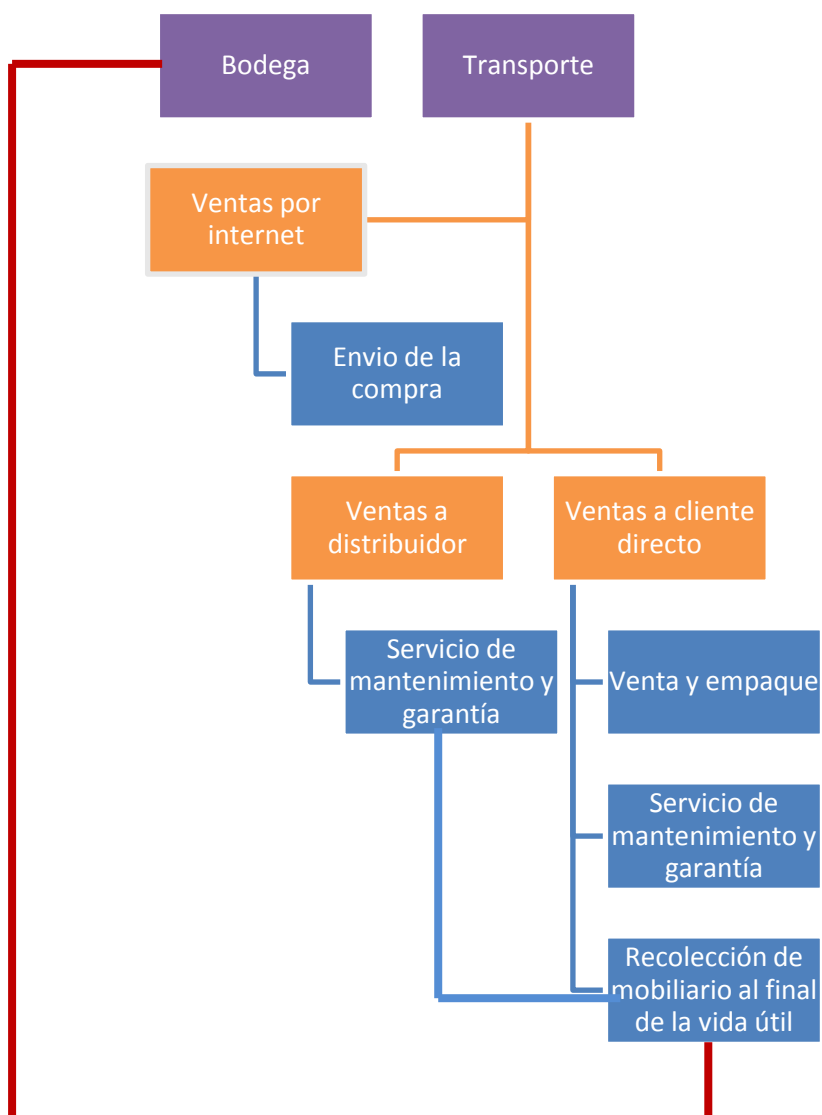 Bodega
Transporte
Ventas por
internet
Envio de la
compra
Ventas a
distribuidor
Ventas a cliente
directo
Servicio de
mantenimiento y
garantía
Venta y empaque
Servicio de
mantenimiento y
garantía
Recolección de
mobiliario al final
de la vida útil